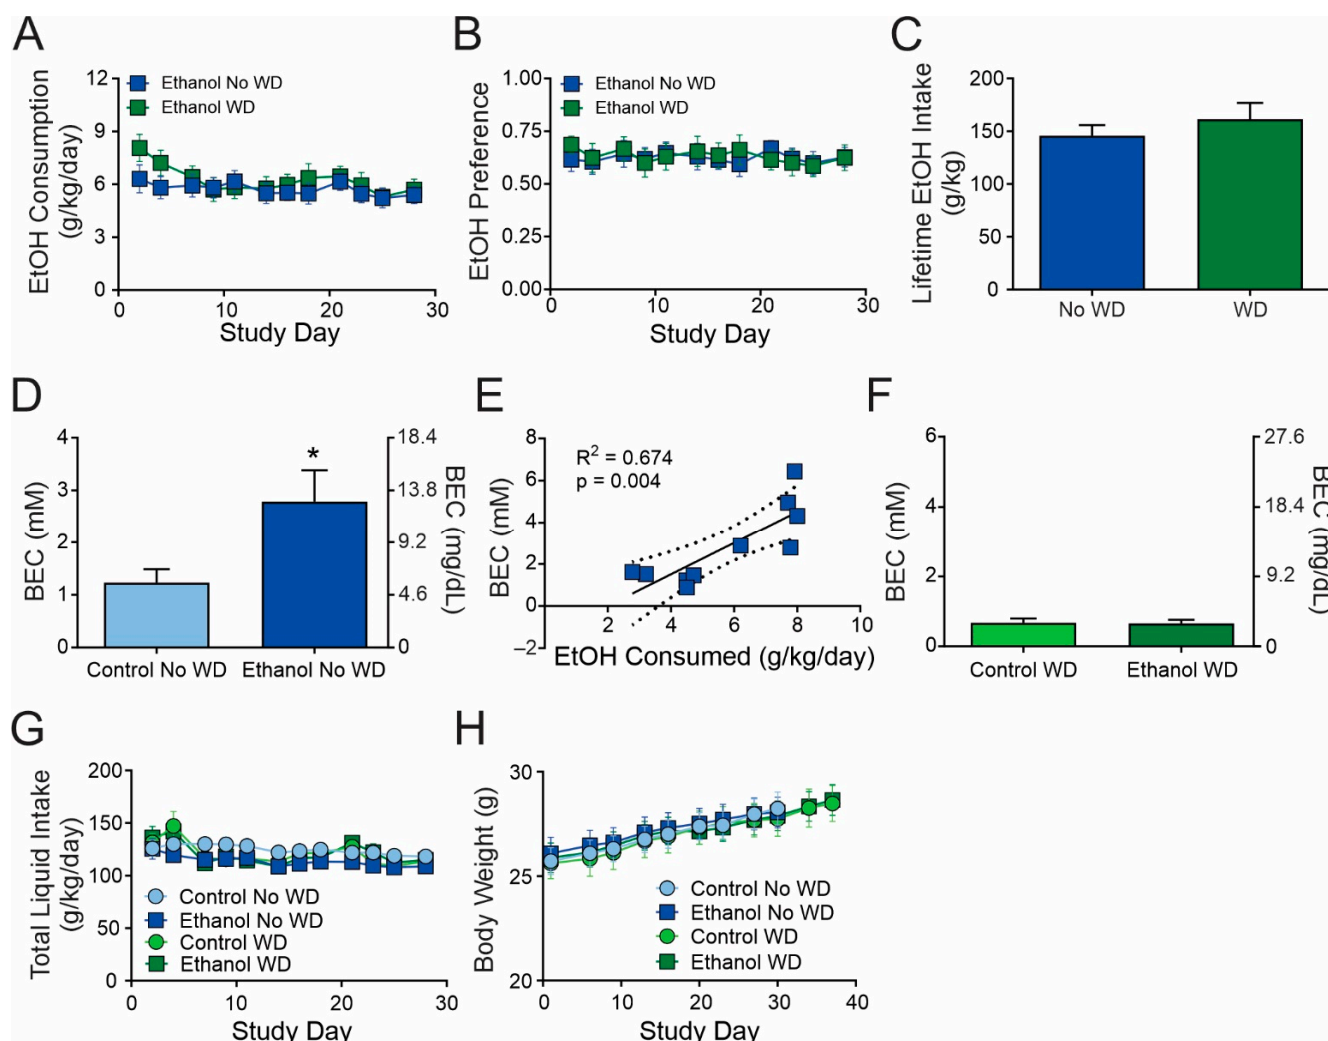 A
EtOH Consumption
(g/kg/day)
12
9
6
3
0
Ethanol No WD
Ethanol WD
0
10
20
30
Study Day
B
EtOH Preference
1.00
0.75
0.50
0.25
0.00
Ethanol No WD
Ethanol WD
0
10
20
30
Study Day
C
Lifetime EtOH Intake
(g/kg)
200
150
100
50
0
No WD
WD
D
BEC (mM)
4
3
2
1
0
*
18.4
13.8
9.2
4.6
0
BEC (mg/dL)
Control No WD
Ethanol No WD
E
BEC (mM)
8
6
4
2
0
−2
R² = 0.674
p = 0.004
2
4
6
8
10
EtOH Consumed (g/kg/day)
F
BEC (mM)
6
4
2
0
27.6
18.4
9.2
0
BEC (mg/dL)
Control WD
Ethanol WD
G
Total Liquid Intake
(g/kg/day)
200
150
100
50
0
Control No WD
Ethanol No WD
Control WD
Ethanol WD
0
10
20
30
Study Day
H
Body Weight (g)
30
25
20
Control No WD
Ethanol No WD
Control WD
Ethanol WD
0
10
20
30
40
Study Day